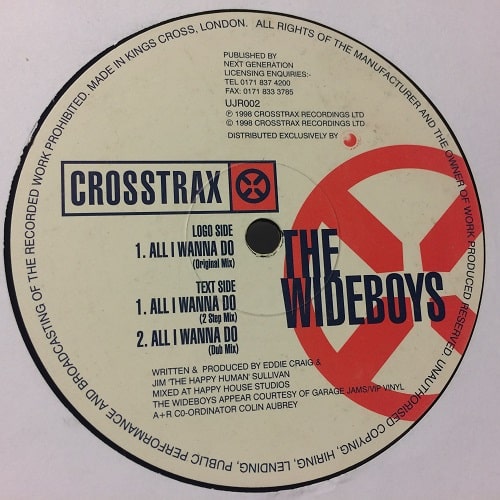 MADE IN KINGS CROSS, LONDON. ALL RIGHTS OF THE MANUFACTURER AND THE OWNER OF WORK PRODUCED RESERVED. UNAUTHORISED COPYING, HIRING, LENDING, PUBLIC PERFORMANCE AND BROADCASTING OF THE RECORDED WORK PROHIBITED.
PUBLISHED BY
NEXT GENERATION
LICENSING ENQUIRIES:-
TEL 0171 837 4200
FAX: 0171 833 3785
UJR002
℗ 1998 CROSSTRAX RECORDINGS LTD
© 1998 CROSSTRAX RECORDINGS LTD
DISTRIBUTED EXCLUSIVELY BY
CROSSTRAX
LOGO SIDE
1. ALL I WANNA DO
(Original Mix)
TEXT SIDE
1. ALL I WANNA DO
(2 Step Mix)
2. ALL I WANNA DO
(Dub Mix)
THE
WIDEBOYS
WRITTEN & PRODUCED BY EDDIE CRAIG &
JIM 'THE HAPPY HUMAN' SULLIVAN
MIXED AT HAPPY HOUSE STUDIOS
THE WIDEBOYS APPEAR COURTESY OF GARAGE JAMS/VIP VINYL
A+R CO-ORDINATOR COLIN AUBREY